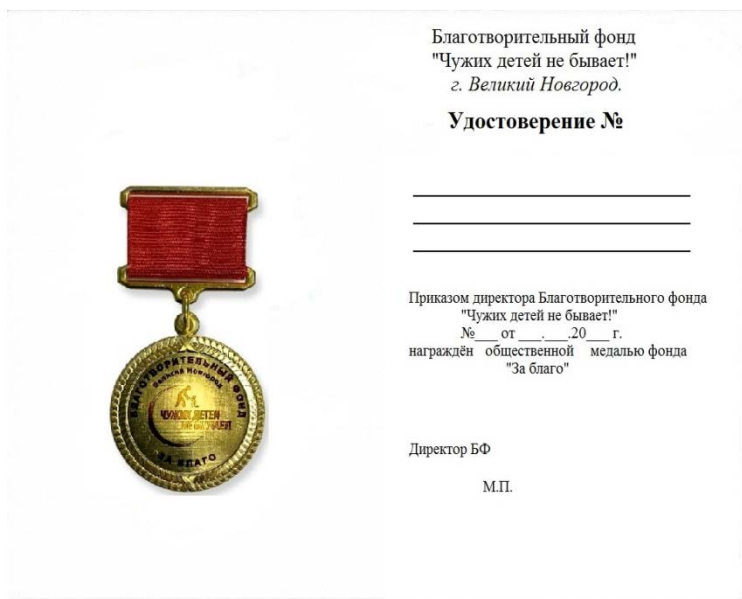 БЛАГОТВОРИТЕЛЬНЫЙ ФОНД
Великий Новгород
ЧУЖИХ ДЕТЕЙ
НЕ БЫВАЕТ
ЗА БЛАГО
Благотворительный фонд
"Чужих детей не бывает!"
г. Великий Новгород.
Удостоверение №
Приказом директора Благотворительного фонда
"Чужих детей не бывает!"
№___ от ___.___.20___ г.
награждён общественной медалью фонда
"За благо"
Директор БФ
М.П.